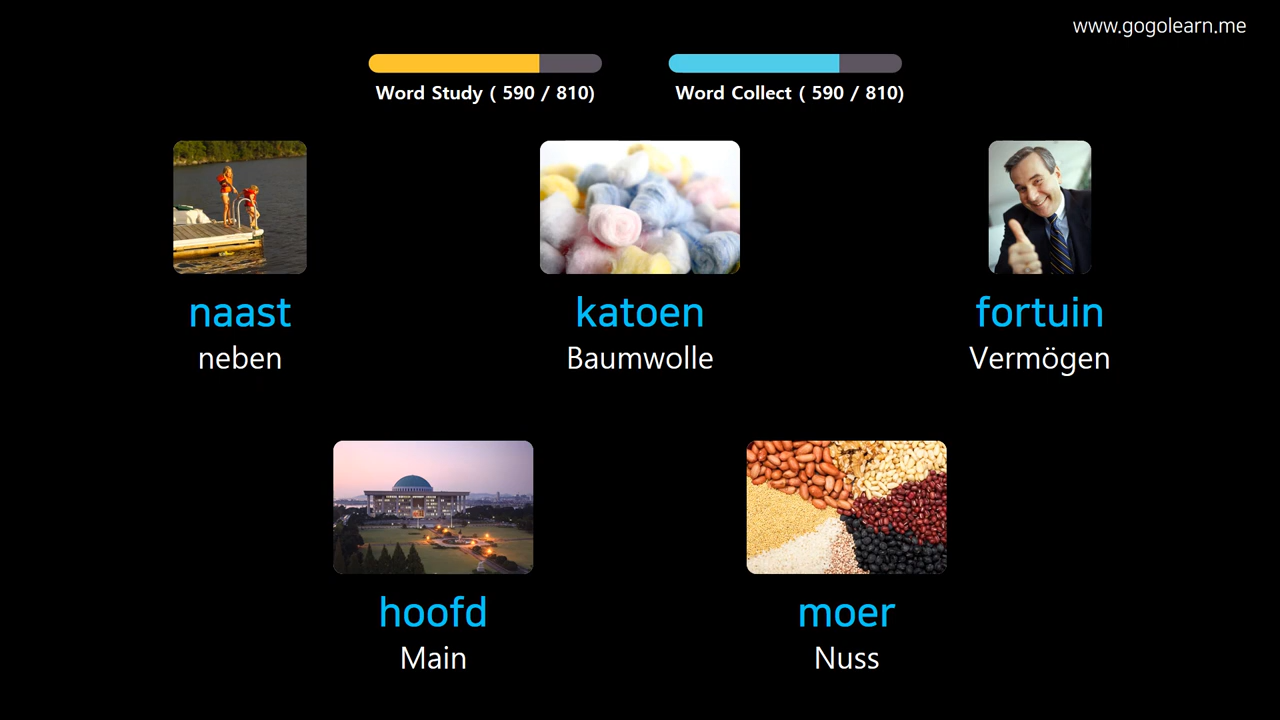 www.gogolearn.me
Word Study ( 590 / 810)
Word Collect ( 590 / 810)
naast
neben
katoen
Baumwolle
fortuin
Vermögen
hoofd
Main
moer
Nuss